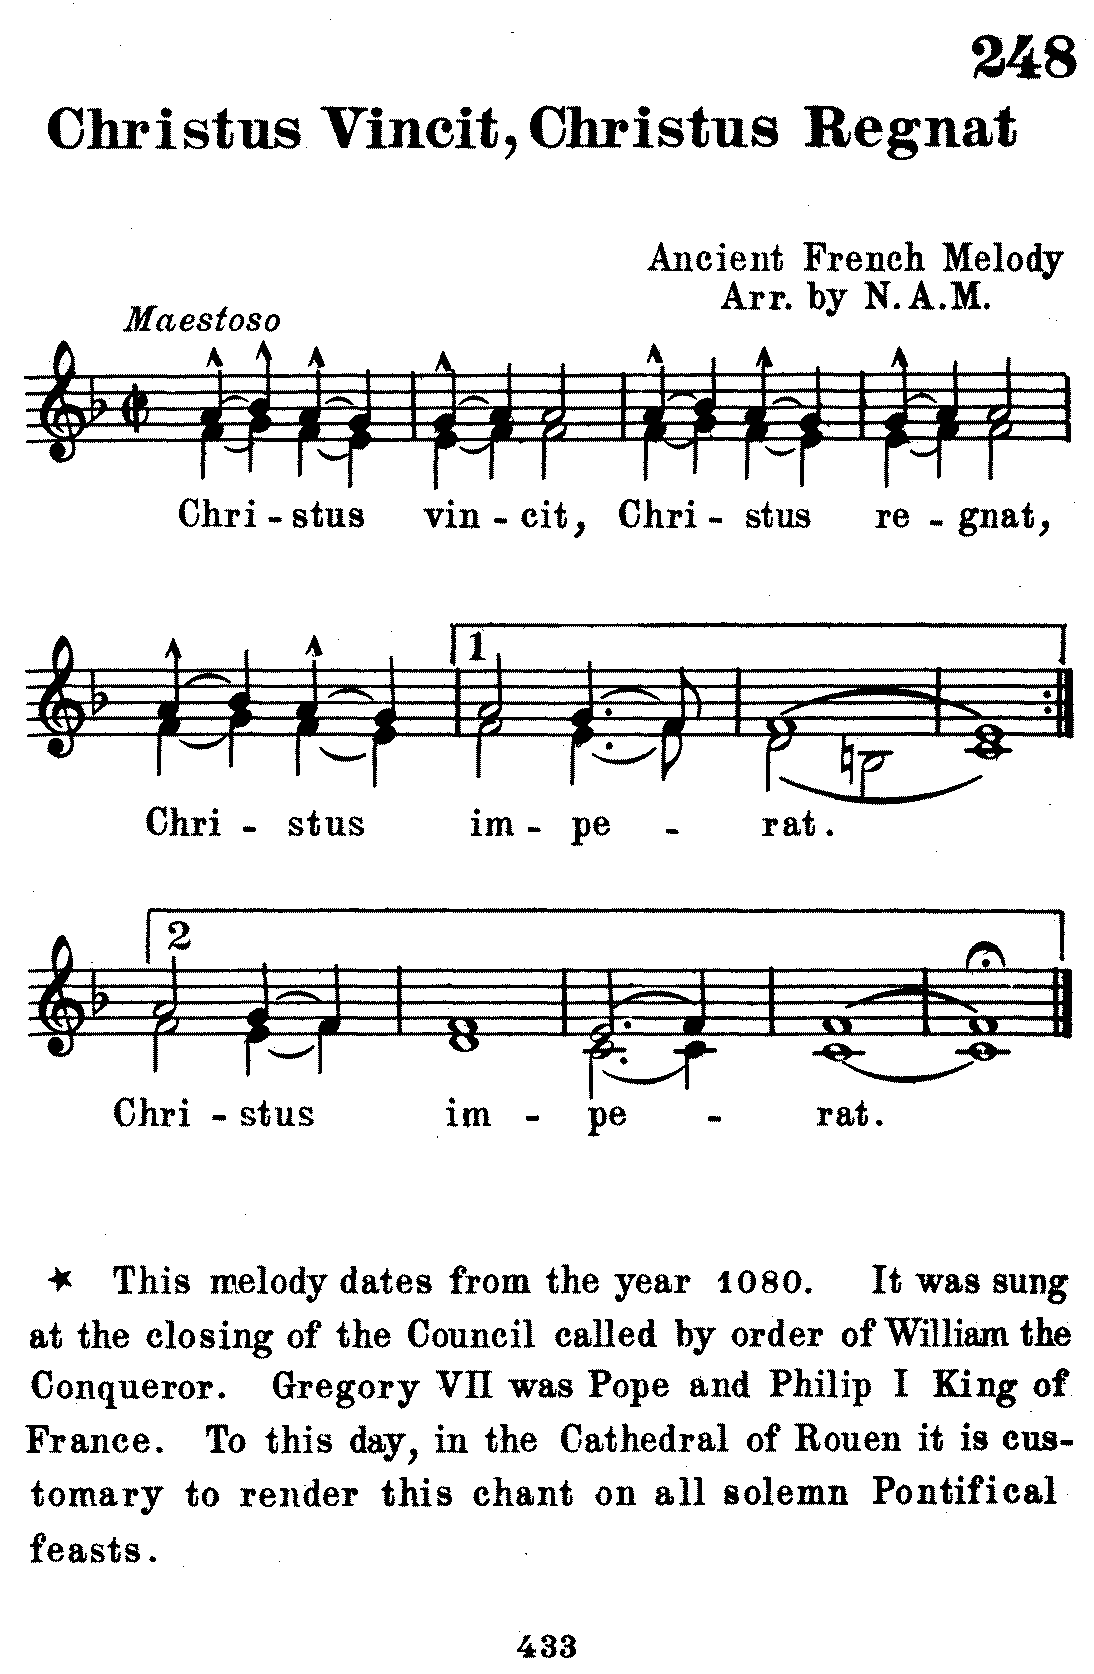 248
Christus Vincit, Christus Regnat
Ancient French Melody
Arr. by N. A. M.
Maestoso
Chri - stus vin - cit, Chri - stus re - gnat,
1
Chri - stus im - pe - rat.
2
Chri - stus im - pe - rat.
★ This melody dates from the year 1080. It was sung
at the closing of the Council called by order of William the
Conqueror. Gregory VII was Pope and Philip I King of
France. To this day, in the Cathedral of Rouen it is cus-
tomary to render this chant on all solemn Pontifical
feasts.
433